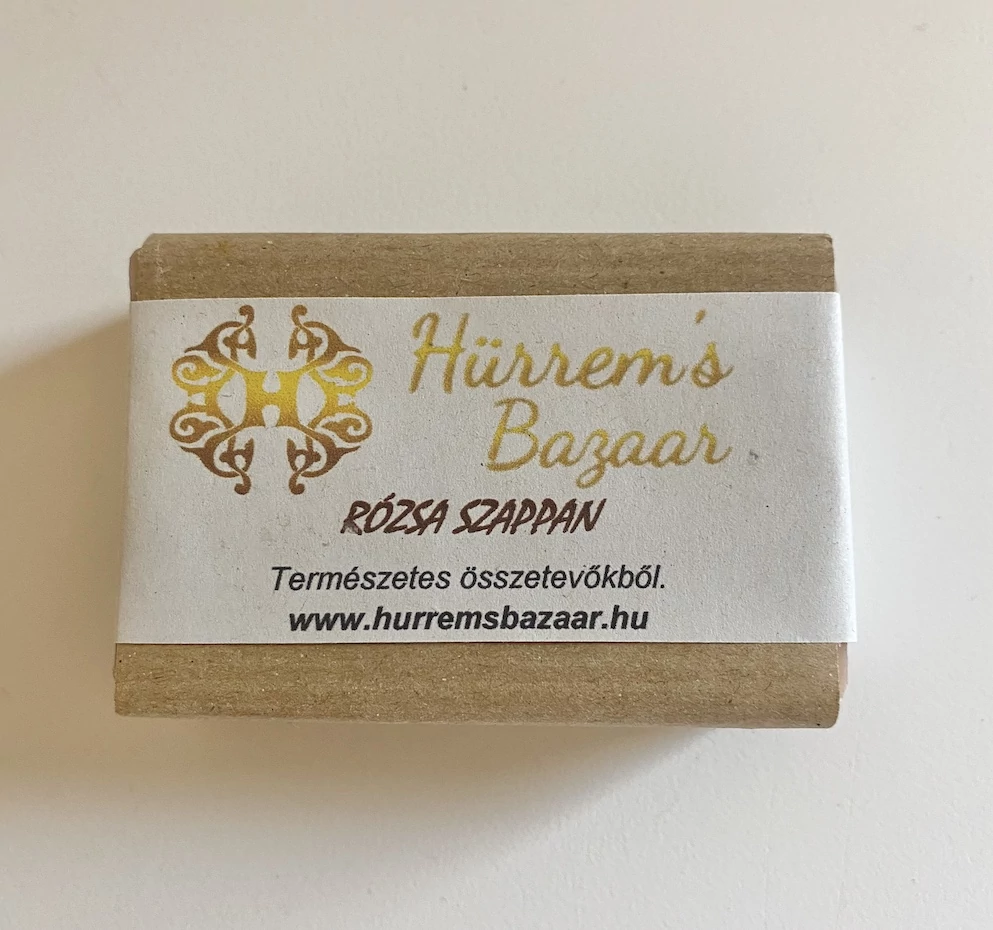 Hürrem's
Bazaar
RÓZSA SZAPPAN
Természetes összetevőkből.
www.hurremsbazaar.hu